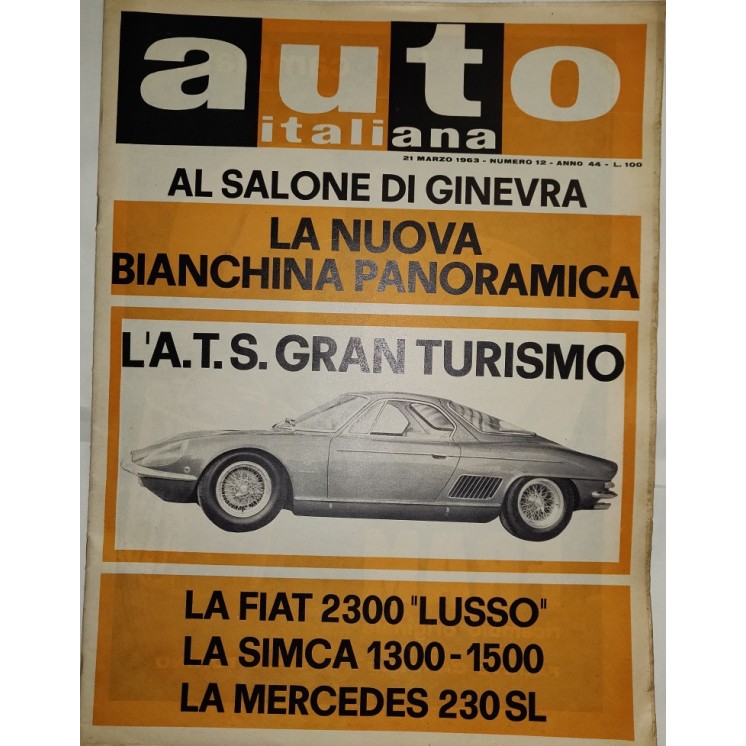 auto
italiana
21 MARZO 1963 - NUMERO 12 - ANNO 44 - L. 100
AL SALONE DI GINEVRA
LA NUOVA
BIANCHINA PANORAMICA
L'A.T.S. GRAN TURISMO
LA FIAT 2300 "LUSSO"
LA SIMCA 1300-1500
LA MERCEDES 230 SL